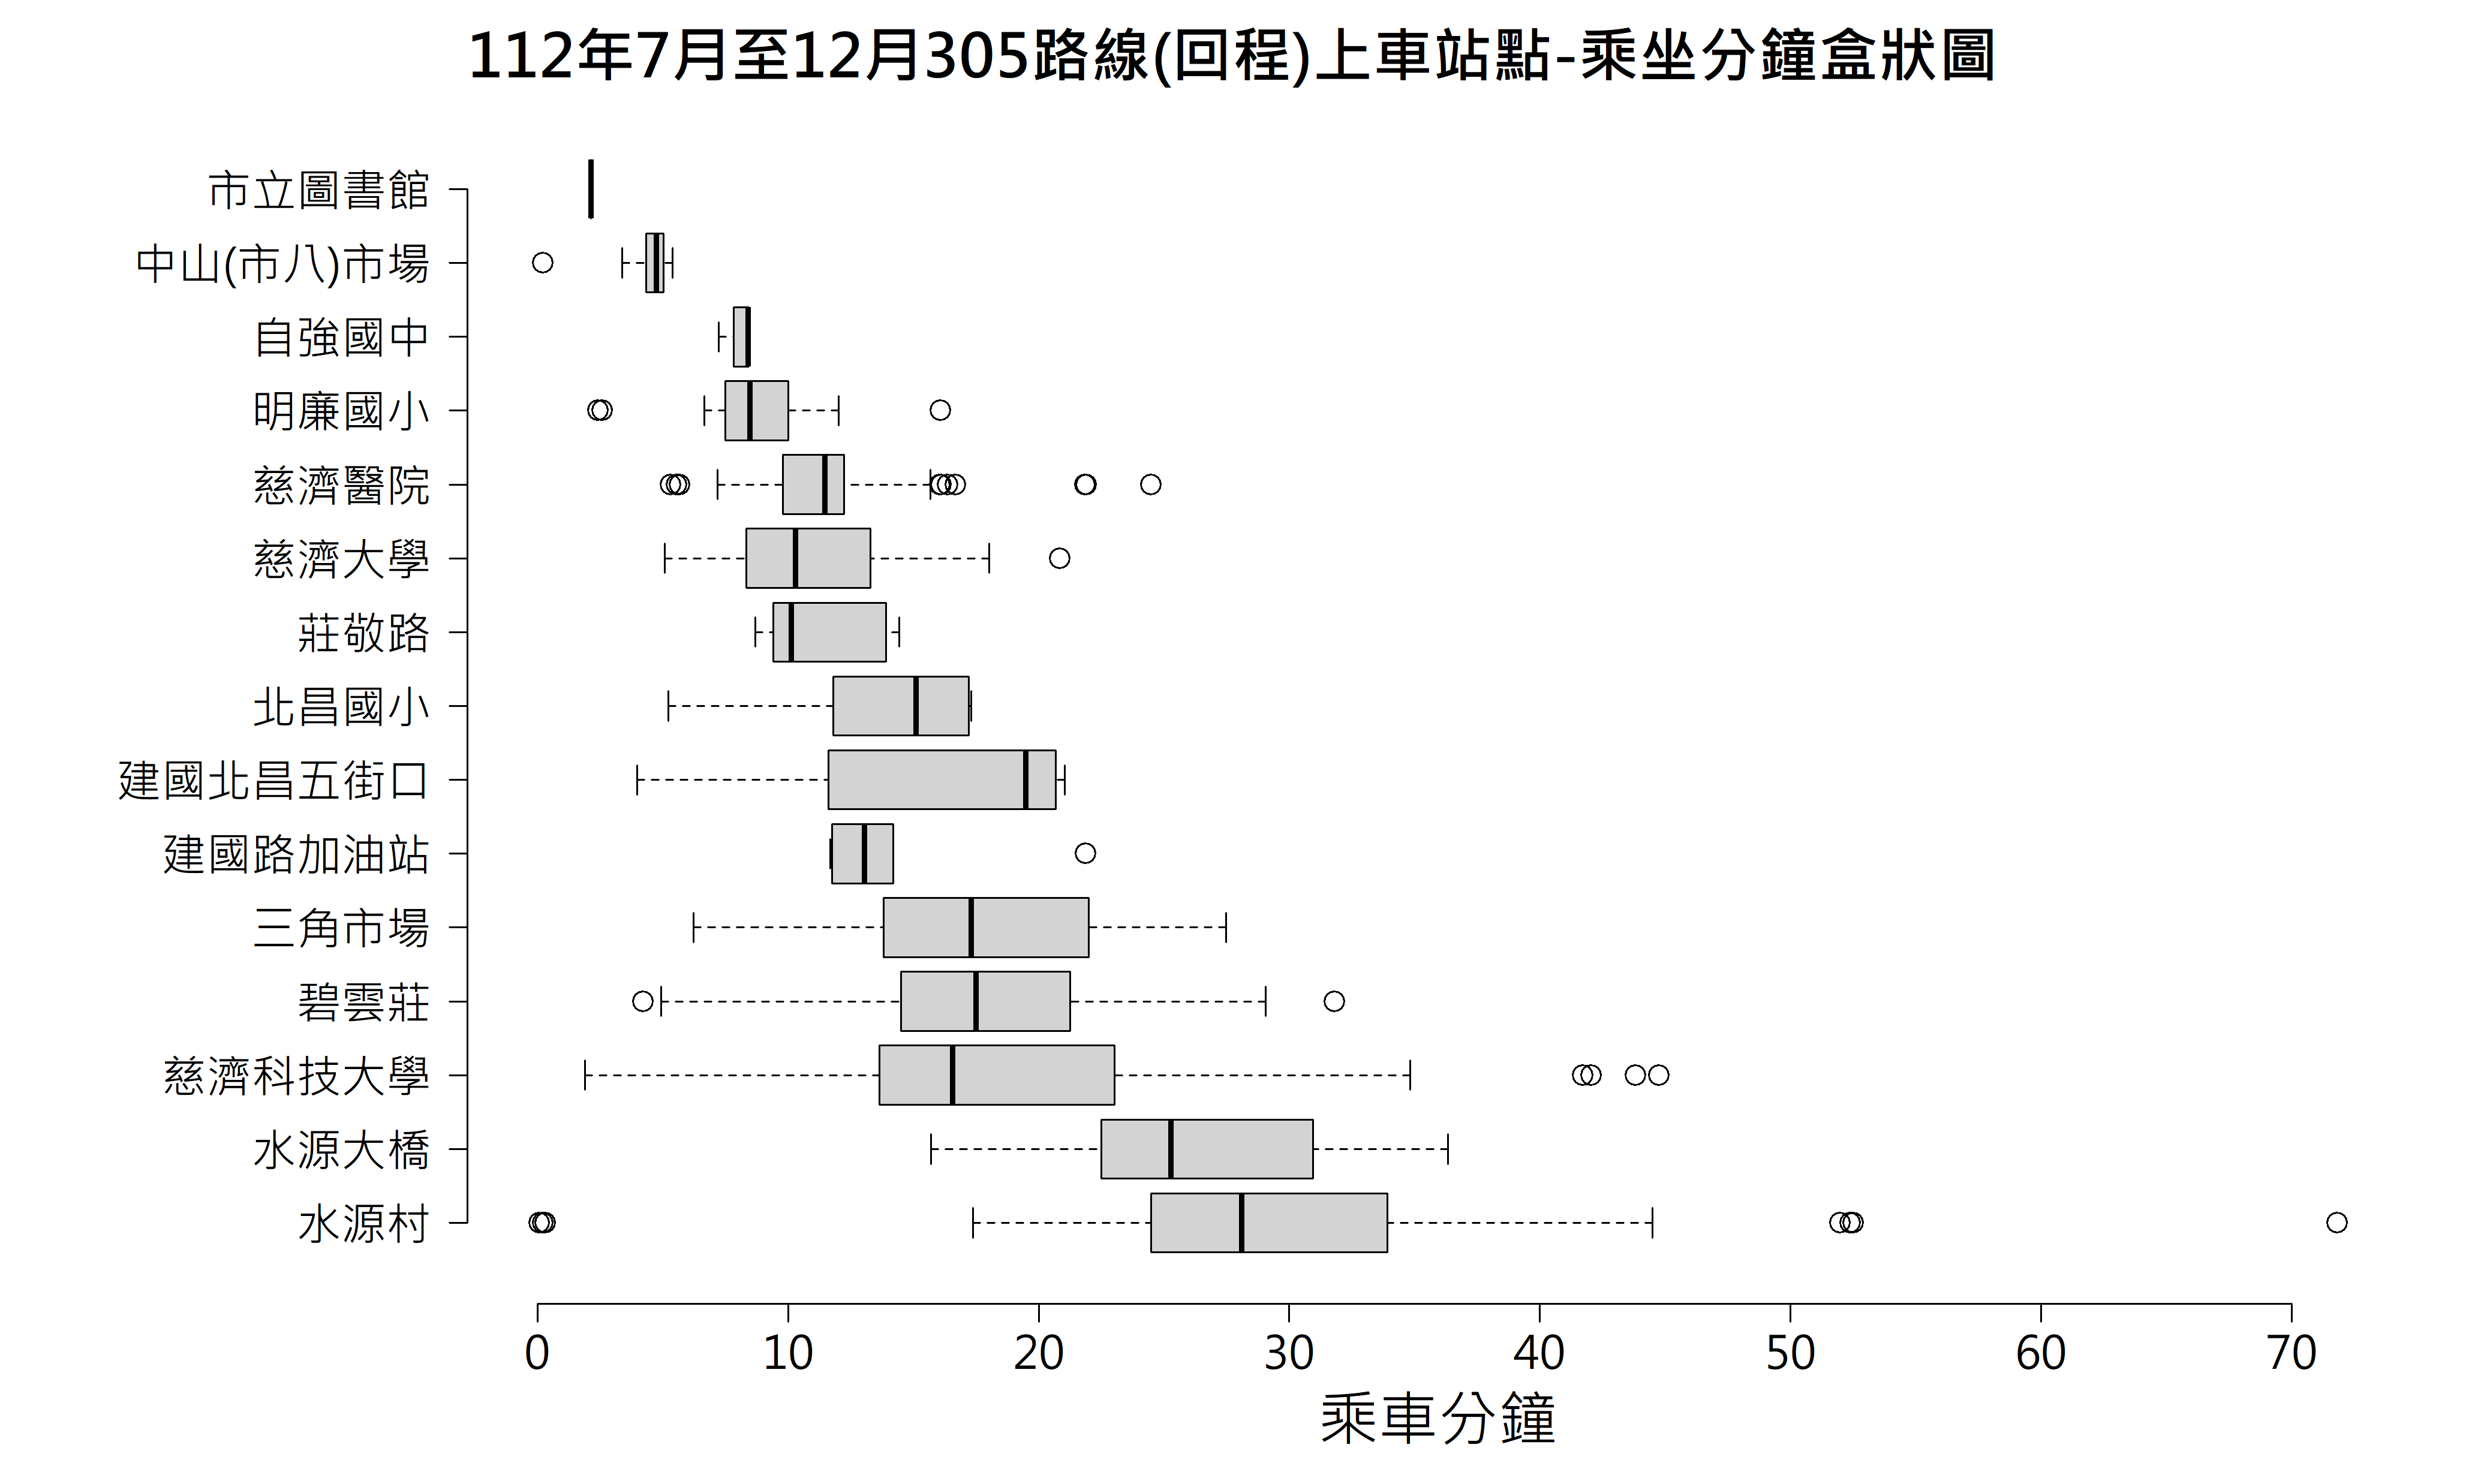 112年7月至12月305路線(回程)上車站點-乘坐分鐘盒狀圖
市立圖書館
中山(市八)市場
自強國中
明廉國小
慈濟醫院
慈濟大學
莊敬路
北昌國小
建國北昌五街口
建國路加油站
三角市場
碧雲莊
慈濟科技大學
水源大橋
水源村
0 10 20 30 40 50 60 70
乘車分鐘